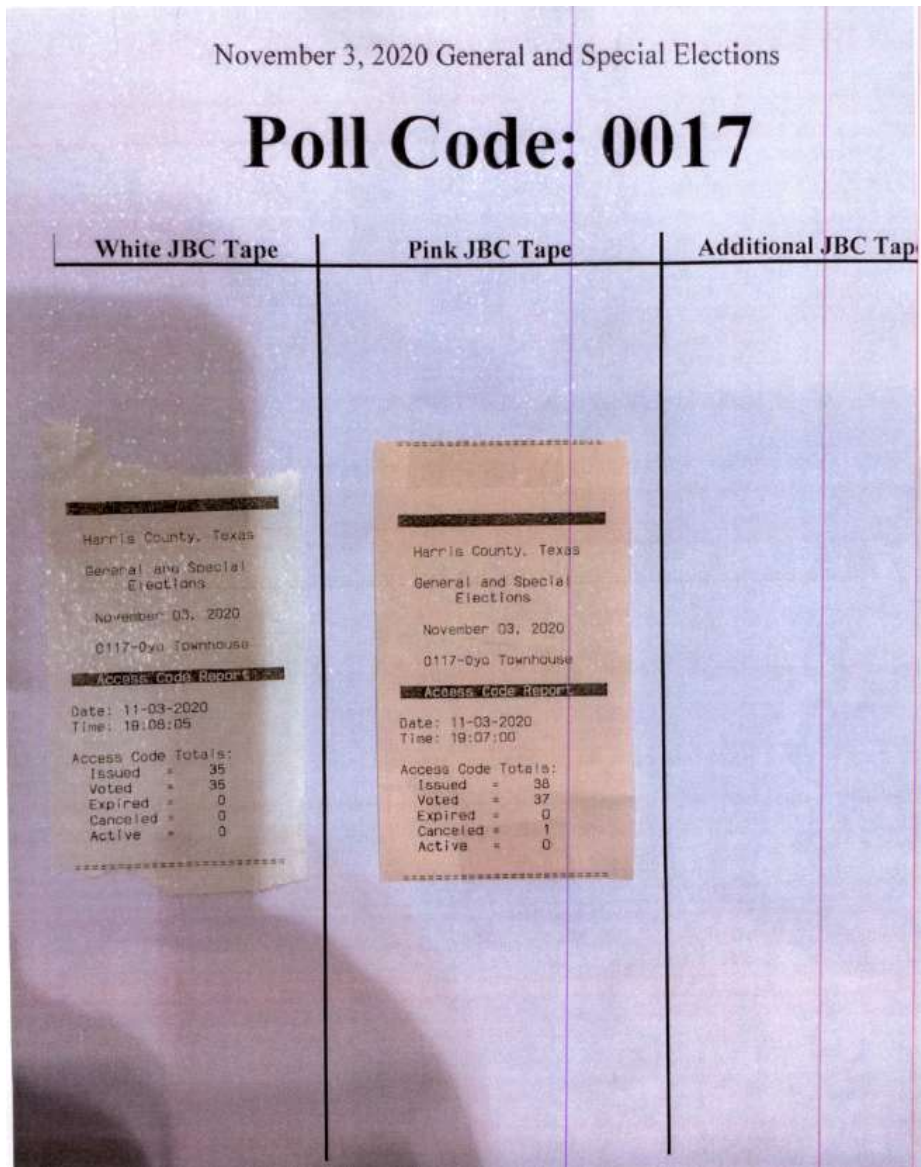 November 3, 2020 General and Special Elections
Poll Code: 0017
White JBC Tape
Pink JBC Tape
Additional JBC Tap
Harris County, Texas
General and Special
Elections
November 03, 2020
0117-Oyo Townhouse
Access Code Report
Date: 11-03-2020
Time: 19:08:05
Access Code Totals:
Issued = 35
Voted = 35
Expired = 0
Canceled = 0
Active = 0
Harris County, Texas
General and Special
Elections
November 03, 2020
0117-Oyo Townhouse
Access Code Report
Date: 11-03-2020
Time: 19:07:00
Access Code Totals:
Issued = 38
Voted = 37
Expired = 0
Canceled = 1
Active = 0